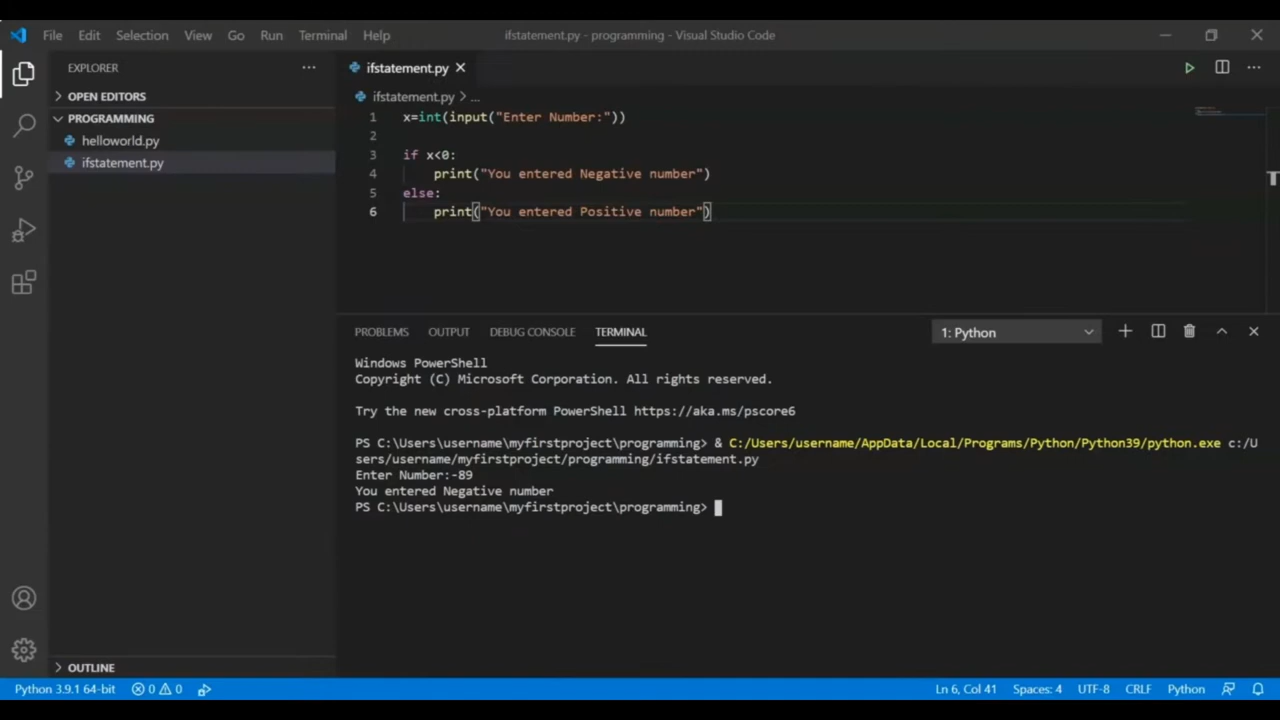 File Edit Selection View Go Run Terminal Help ifstatement.py - programming - Visual Studio Code
EXPLORER
OPEN EDITORS
PROGRAMMING
helloworld.py
ifstatement.py
OUTLINE
ifstatement.py
ifstatement.py > ...
1 x=int(input("Enter Number:"))
2
3 if x<0:
4 print("You entered Negative number")
5 else:
6 print("You entered Positive number")
PROBLEMS OUTPUT DEBUG CONSOLE TERMINAL 1: Python
Windows PowerShell
Copyright (C) Microsoft Corporation. All rights reserved.
Try the new cross-platform PowerShell https://aka.ms/pscore6
PS C:\Users\username\myfirstproject\programming> & C:/Users/username/AppData/Local/Programs/Python/Python39/python.exe c:/U
sers/username/myfirstproject/programming/ifstatement.py
Enter Number:-89
You entered Negative number
PS C:\Users\username\myfirstproject\programming>
Python 3.9.1 64-bit 0 0 Ln 6, Col 41 Spaces: 4 UTF-8 CRLF Python